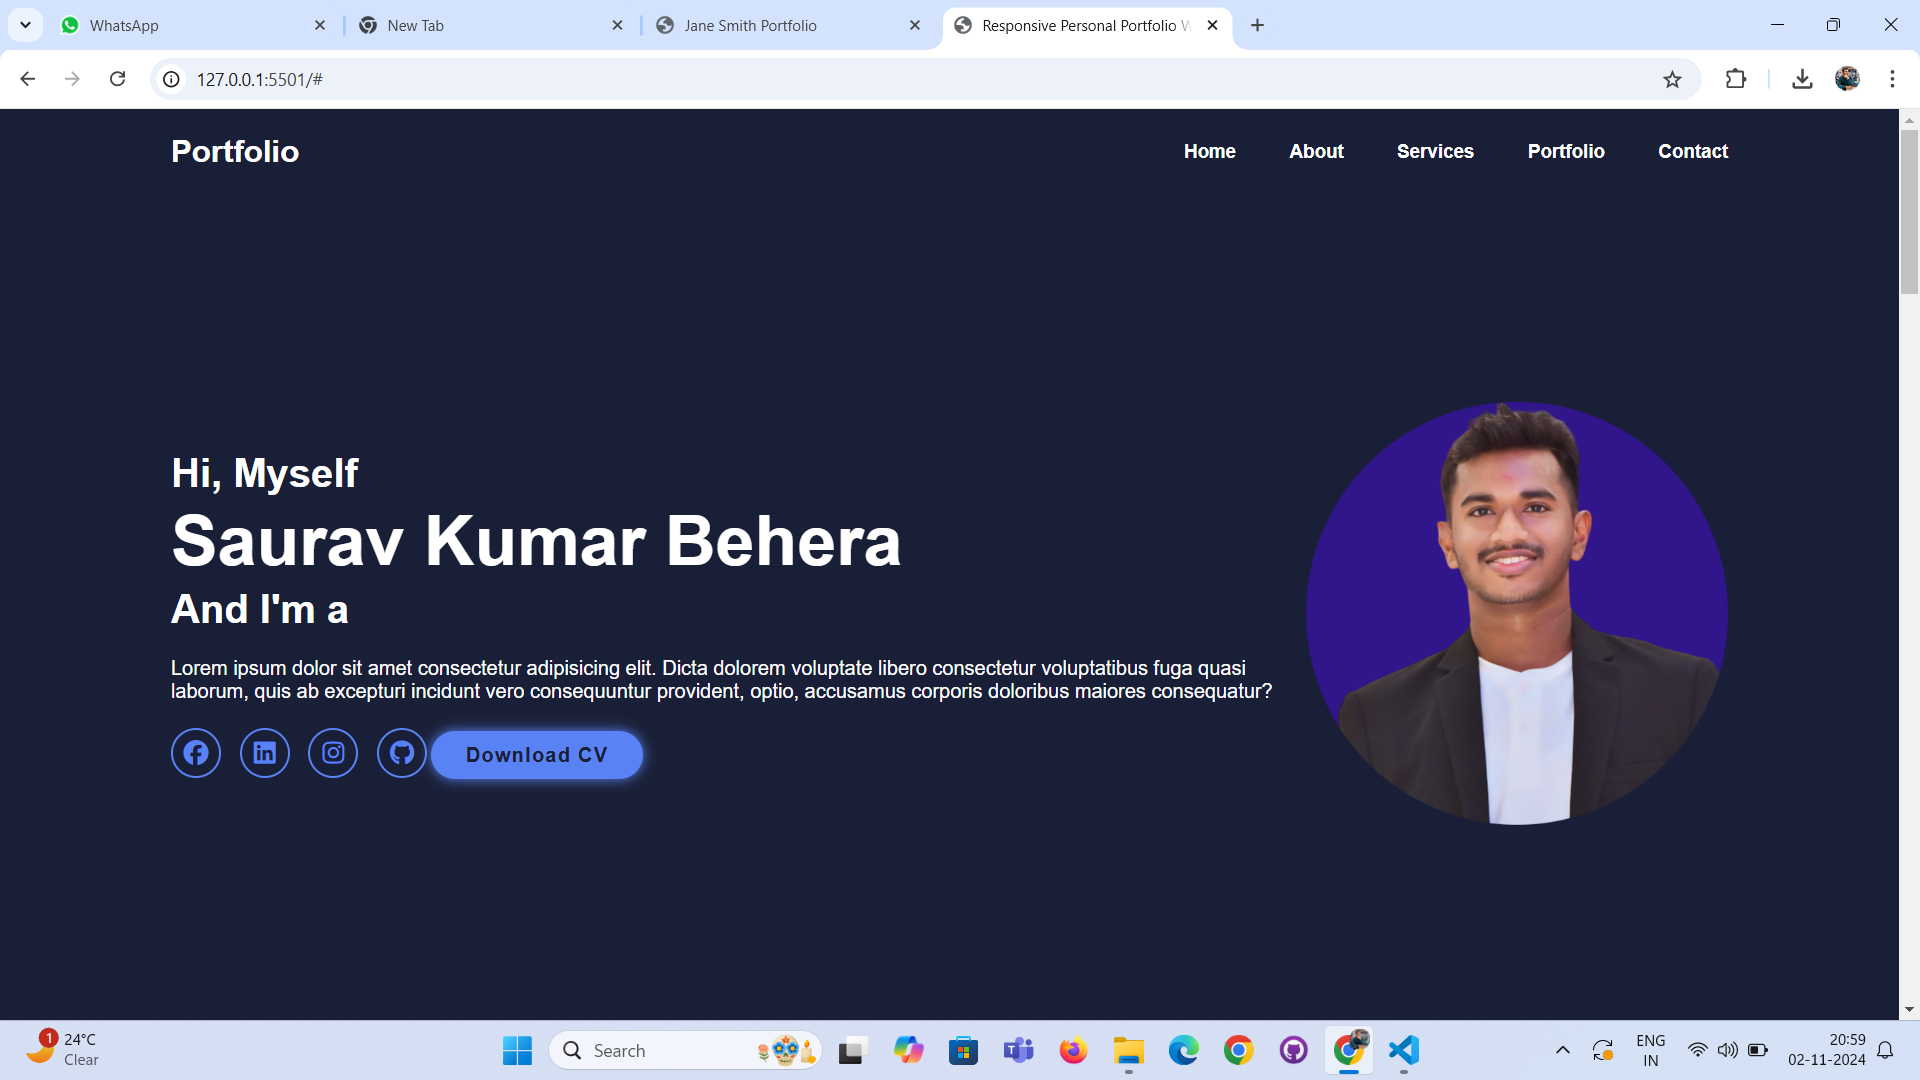 WhatsApp
New Tab
Jane Smith Portfolio
Responsive Personal Portfolio W
127.0.0.1:5501/#
Portfolio
Home
About
Services
Portfolio
Contact
Hi, Myself
Saurav Kumar Behera
And I'm a
Lorem ipsum dolor sit amet consectetur adipisicing elit. Dicta dolorem voluptate libero consectetur voluptatibus fuga quasi
laborum, quis ab excepturi incidunt vero consequuntur provident, optio, accusamus corporis doloribus maiores consequatur?
Download CV
1
24°C
Clear
Search
ENG
IN
20:59
02-11-2024